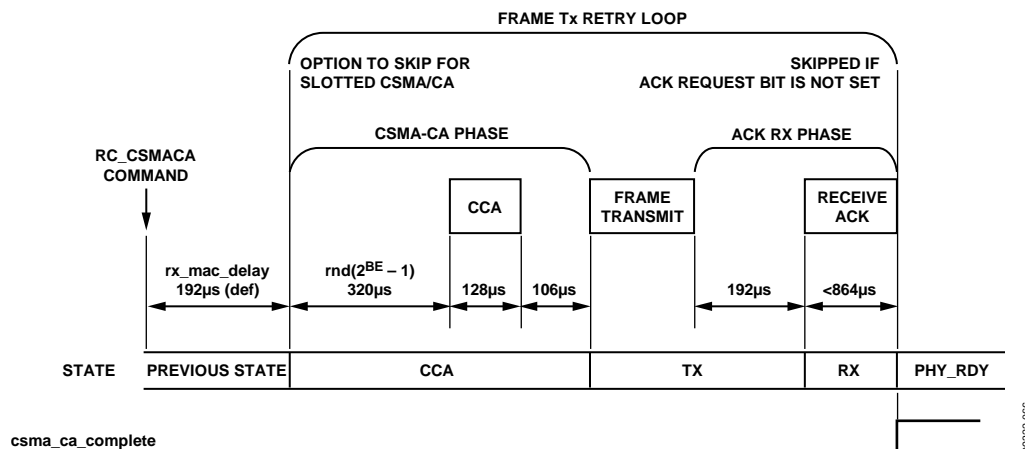 FRAME Tx RETRY LOOP
OPTION TO SKIP FOR
SLOTTED CSMA/CA
SKIPPED IF
ACK REQUEST BIT IS NOT SET
CSMA-CA PHASE
ACK RX PHASE
RC_CSMACA
COMMAND
CCA
FRAME
TRANSMIT
RECEIVE
ACK
rx_mac_delay
192µs (def)
rnd(2^BE – 1)
320µs
128µs
106µs
192µs
<864µs
STATE
PREVIOUS STATE
CCA
TX
RX
PHY_RDY
csma_ca_complete